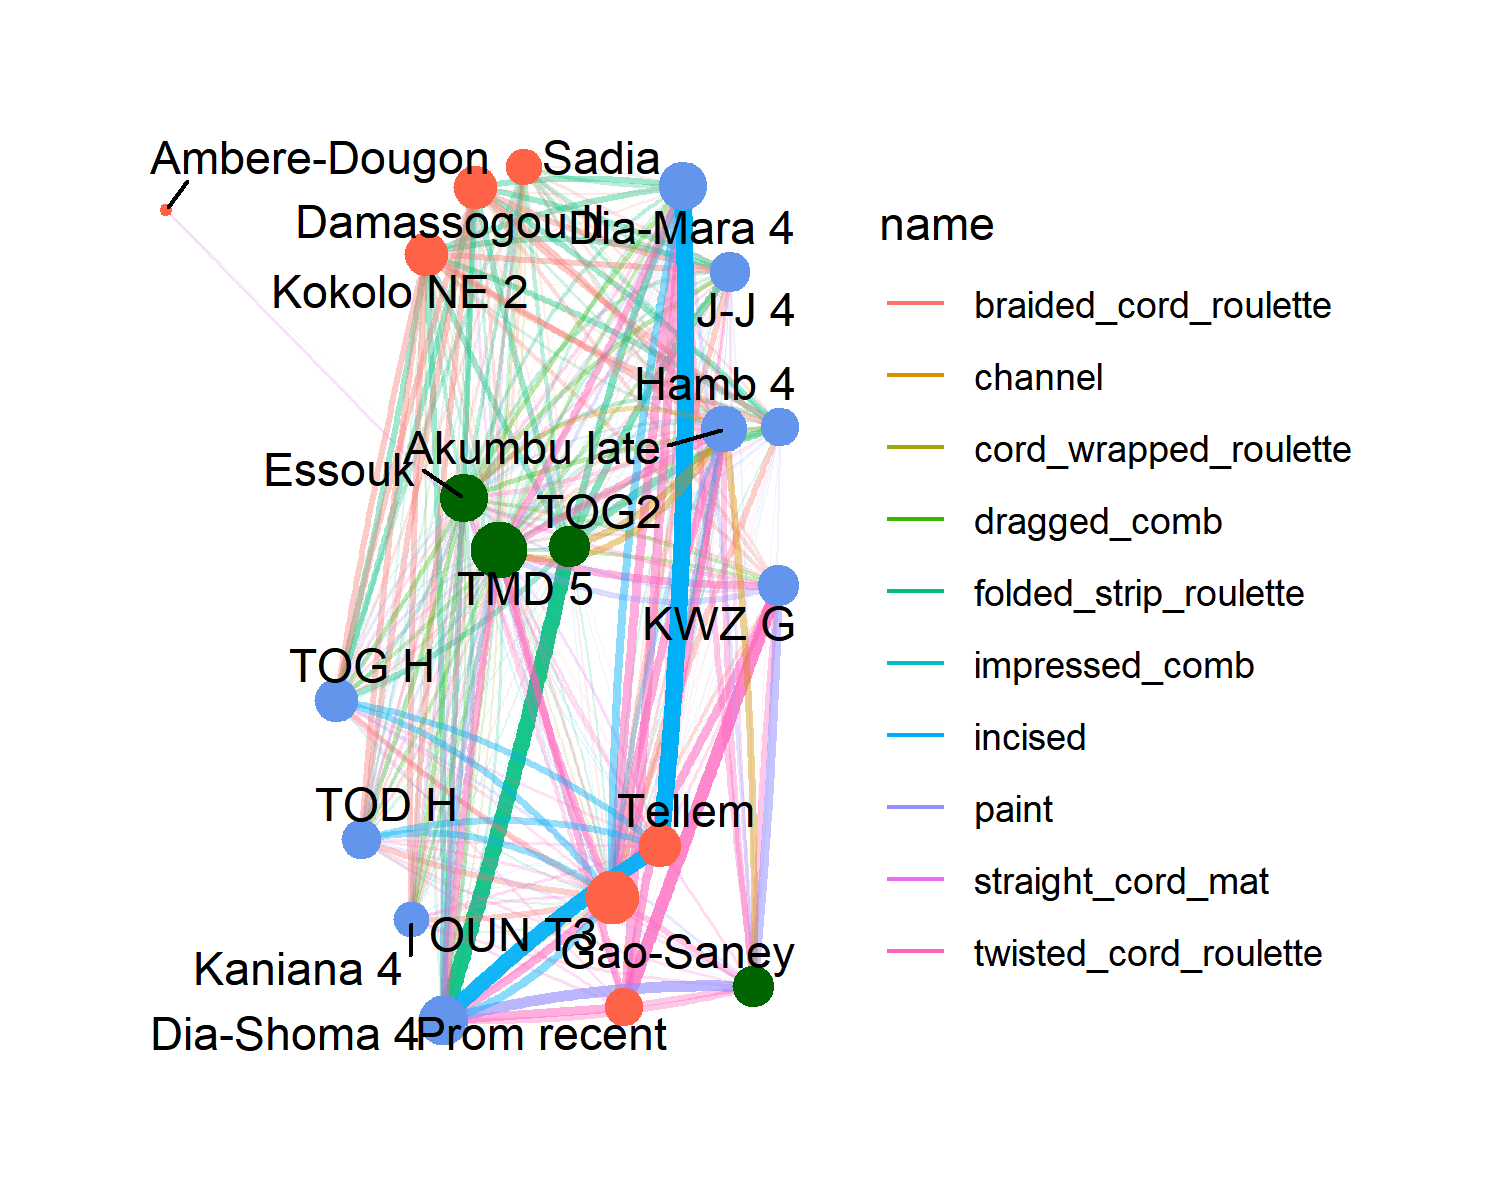 Ambere-Dougon
Sadia
Damassogou II
Dia-Mara 4
Kokolo NE 2
J-J 4
Hamb 4
Akumbu late
Essouk
TOG2
TMD 5
KWZ G
TOG H
TOD H
Tellem
OUN T3
Gao-Saney
Kaniana 4
Dia-Shoma 4
Prom recent
name
braided_cord_roulette
channel
cord_wrapped_roulette
dragged_comb
folded_strip_roulette
impressed_comb
incised
paint
straight_cord_mat
twisted_cord_roulette